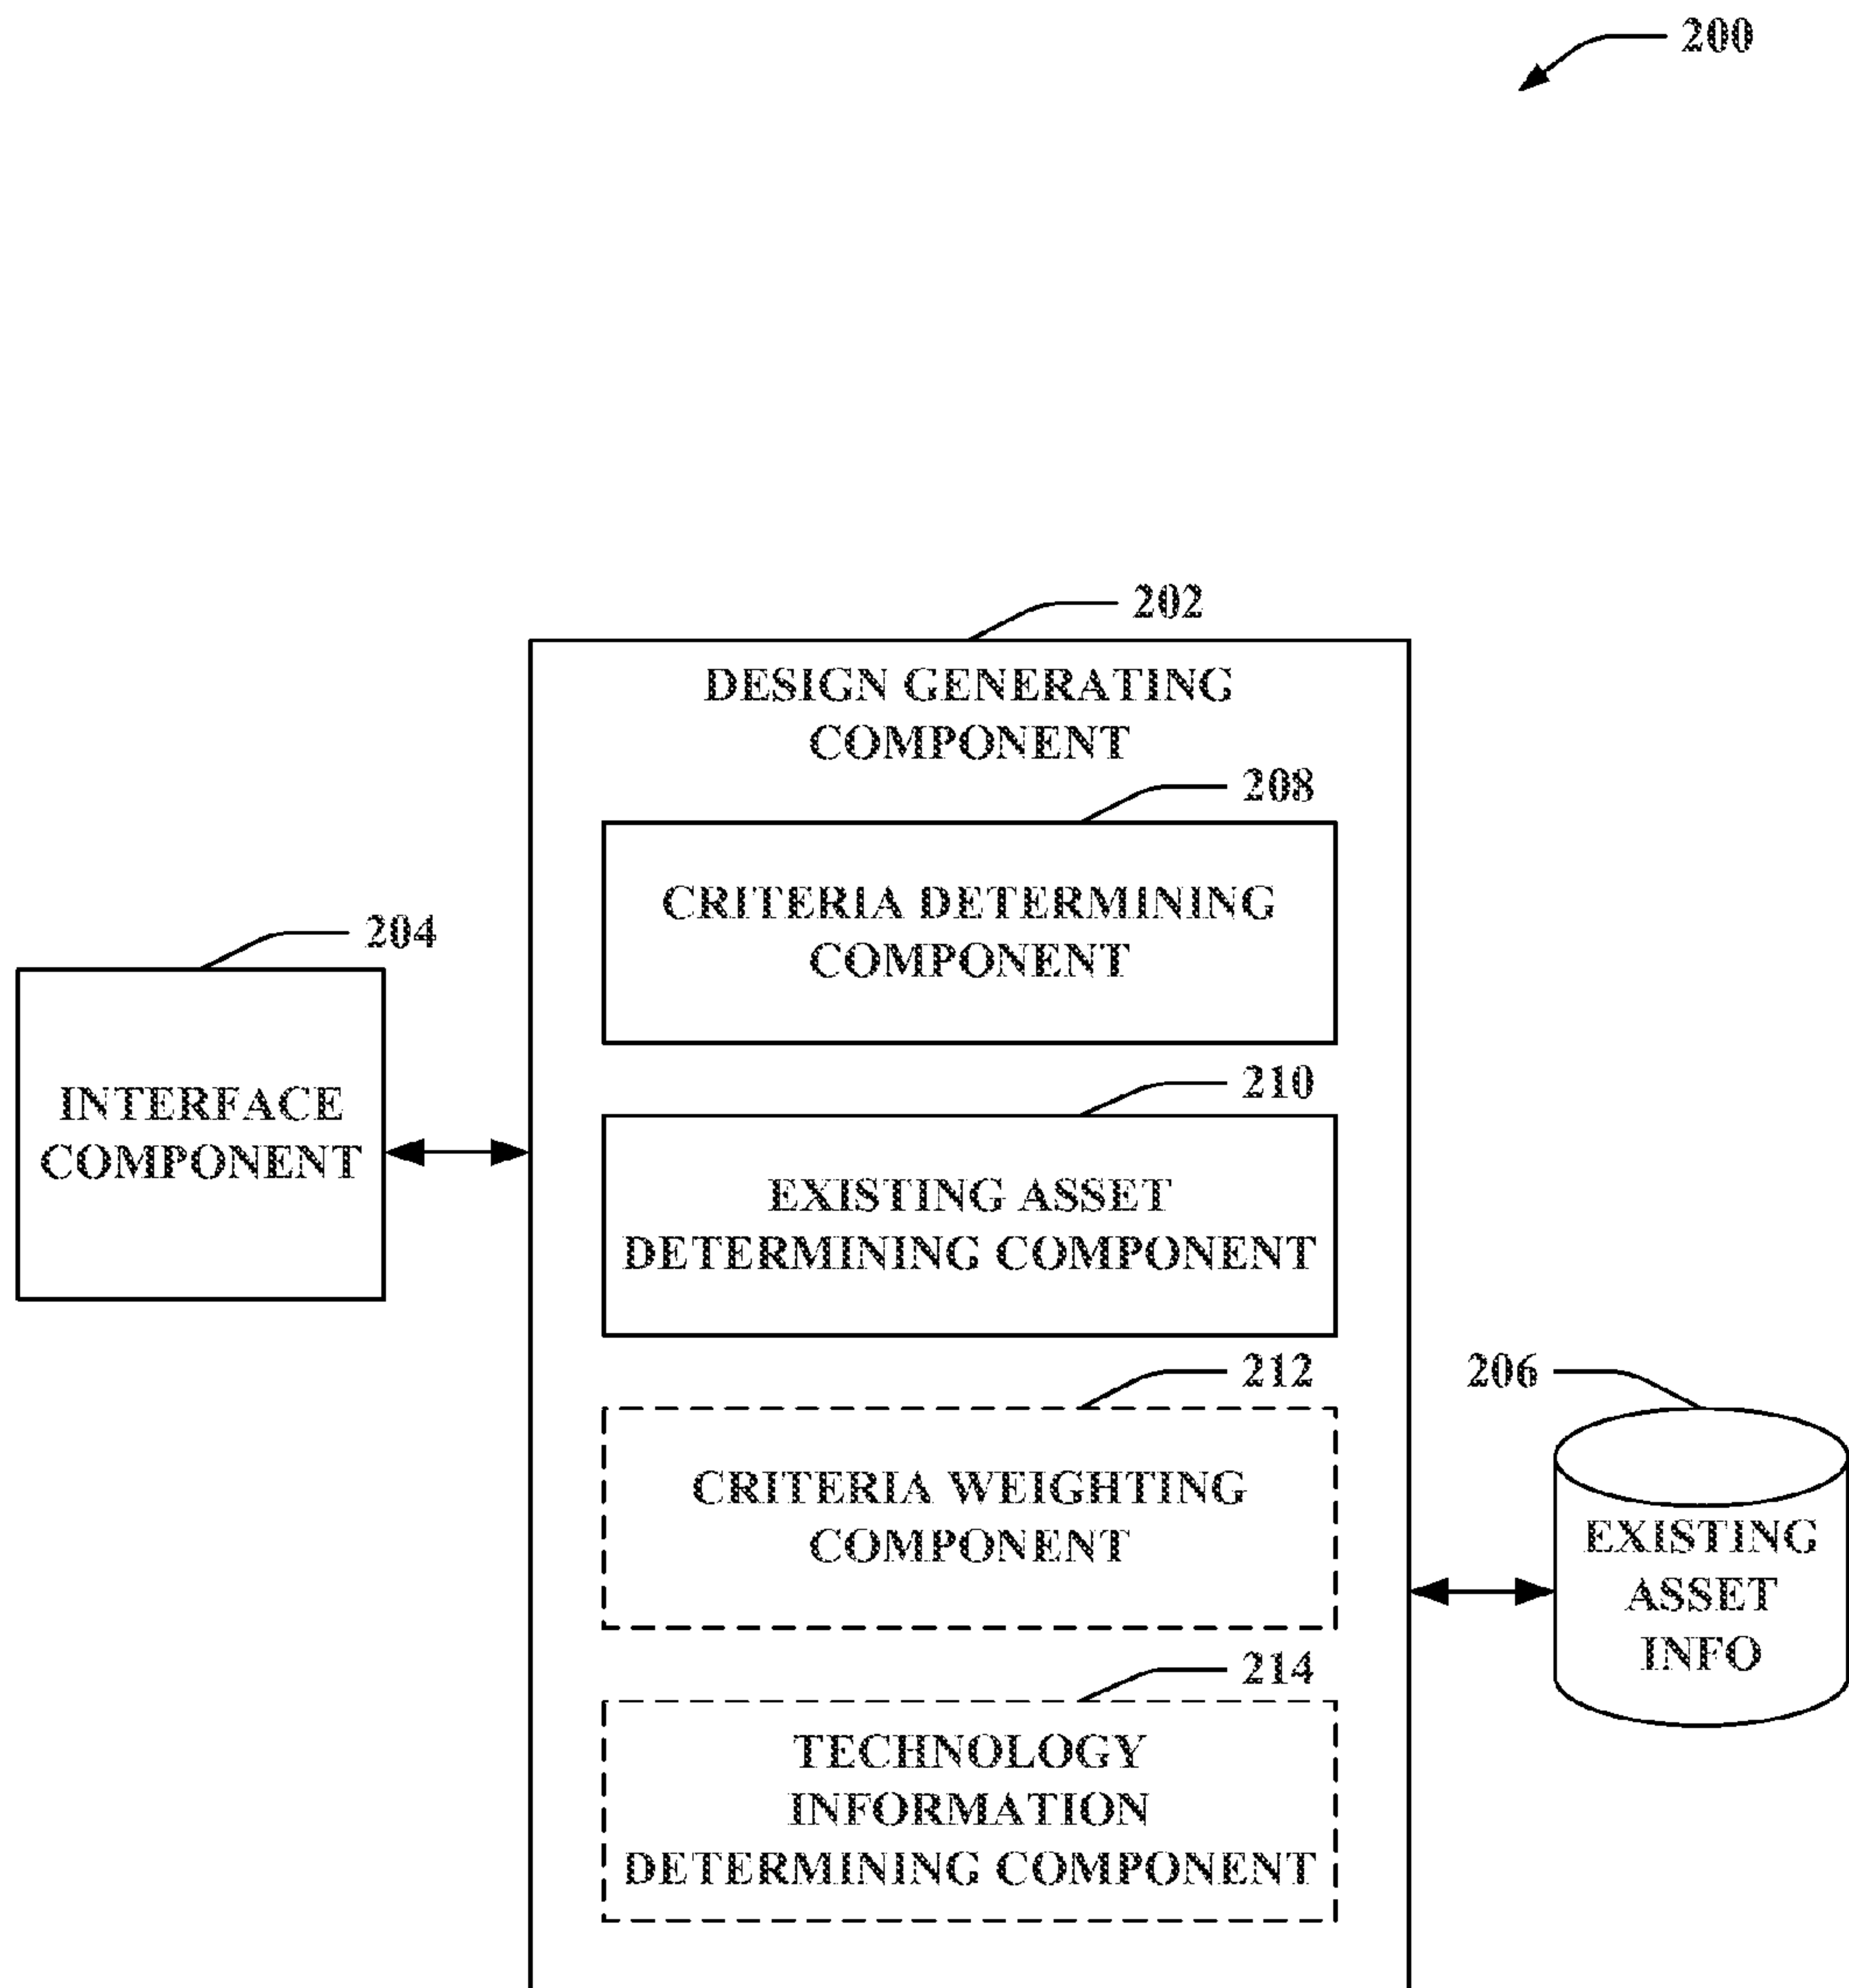 200
202
DESIGN GENERATING
COMPONENT
208
CRITERIA DETERMINING
COMPONENT
204
INTERFACE
COMPONENT
210
EXISTING ASSET
DETERMINING COMPONENT
212
CRITERIA WEIGHTING
COMPONENT
206
EXISTING
ASSET
INFO
214
TECHNOLOGY
INFORMATION
DETERMINING COMPONENT